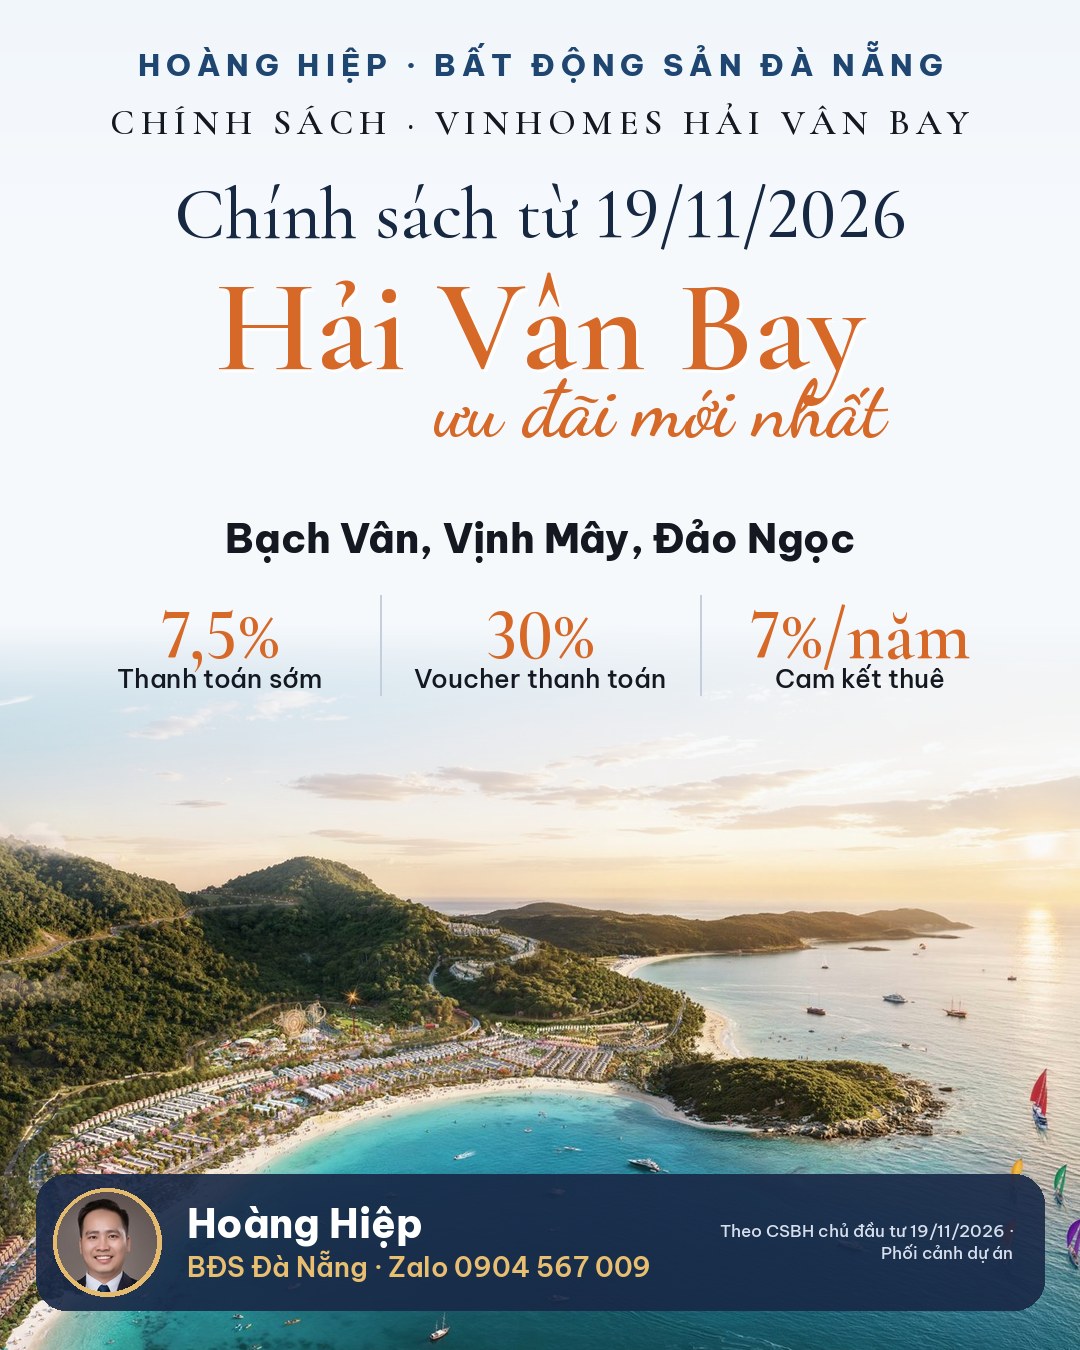 HOÀNG HIỆP · BẤT ĐỘNG SẢN ĐÀ NẴNG
CHÍNH SÁCH · VINHOMES HẢI VÂN BAY
Chính sách từ 19/11/2026
Hải Vân Bay
ưu đãi mới nhất
Bạch Vân, Vịnh Mây, Đảo Ngọc
7,5%
Thanh toán sớm
30%
Voucher thanh toán
7%/năm
Cam kết thuê
Hoàng Hiệp
BĐS Đà Nẵng · Zalo 0904 567 009
Theo CSBH chủ đầu tư 19/11/2026 ·
Phối cảnh dự án